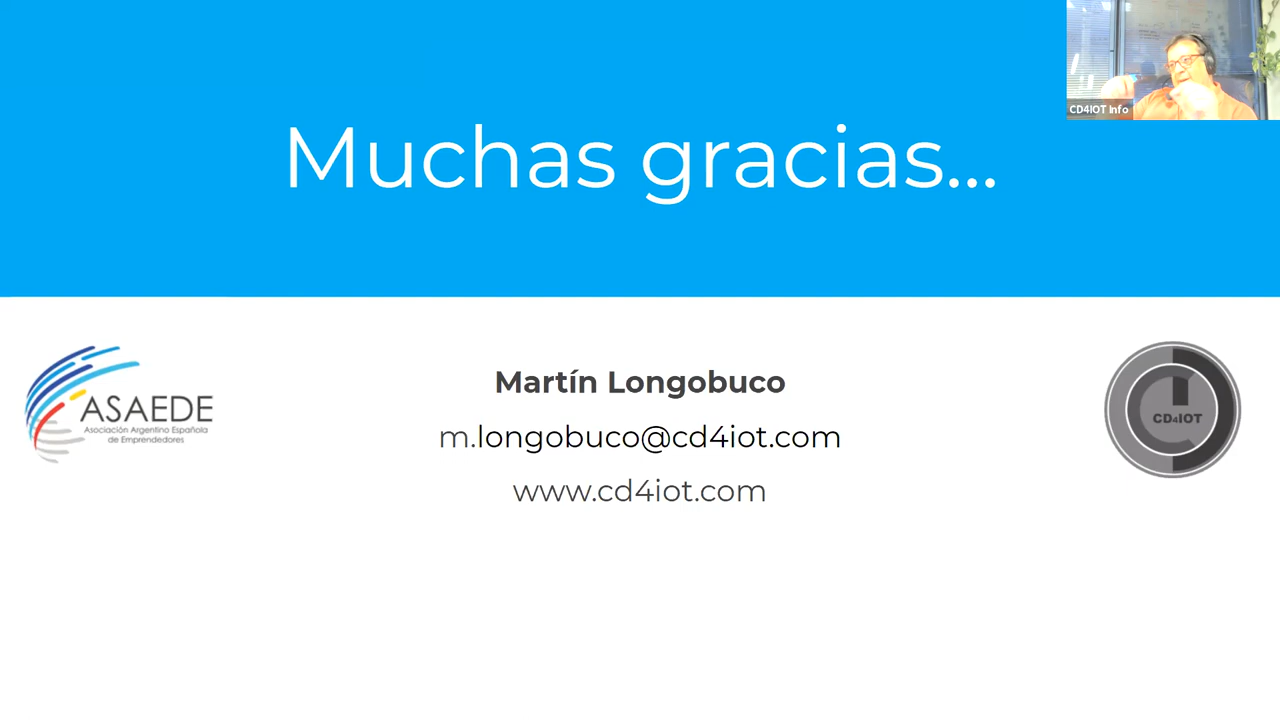 CD4IOT Info
Muchas gracias...
ASAEDE
Asociación Argentino Española
de Emprendedores
Martín Longobuco
m.longobuco@cd4iot.com
www.cd4iot.com
CD4IOT